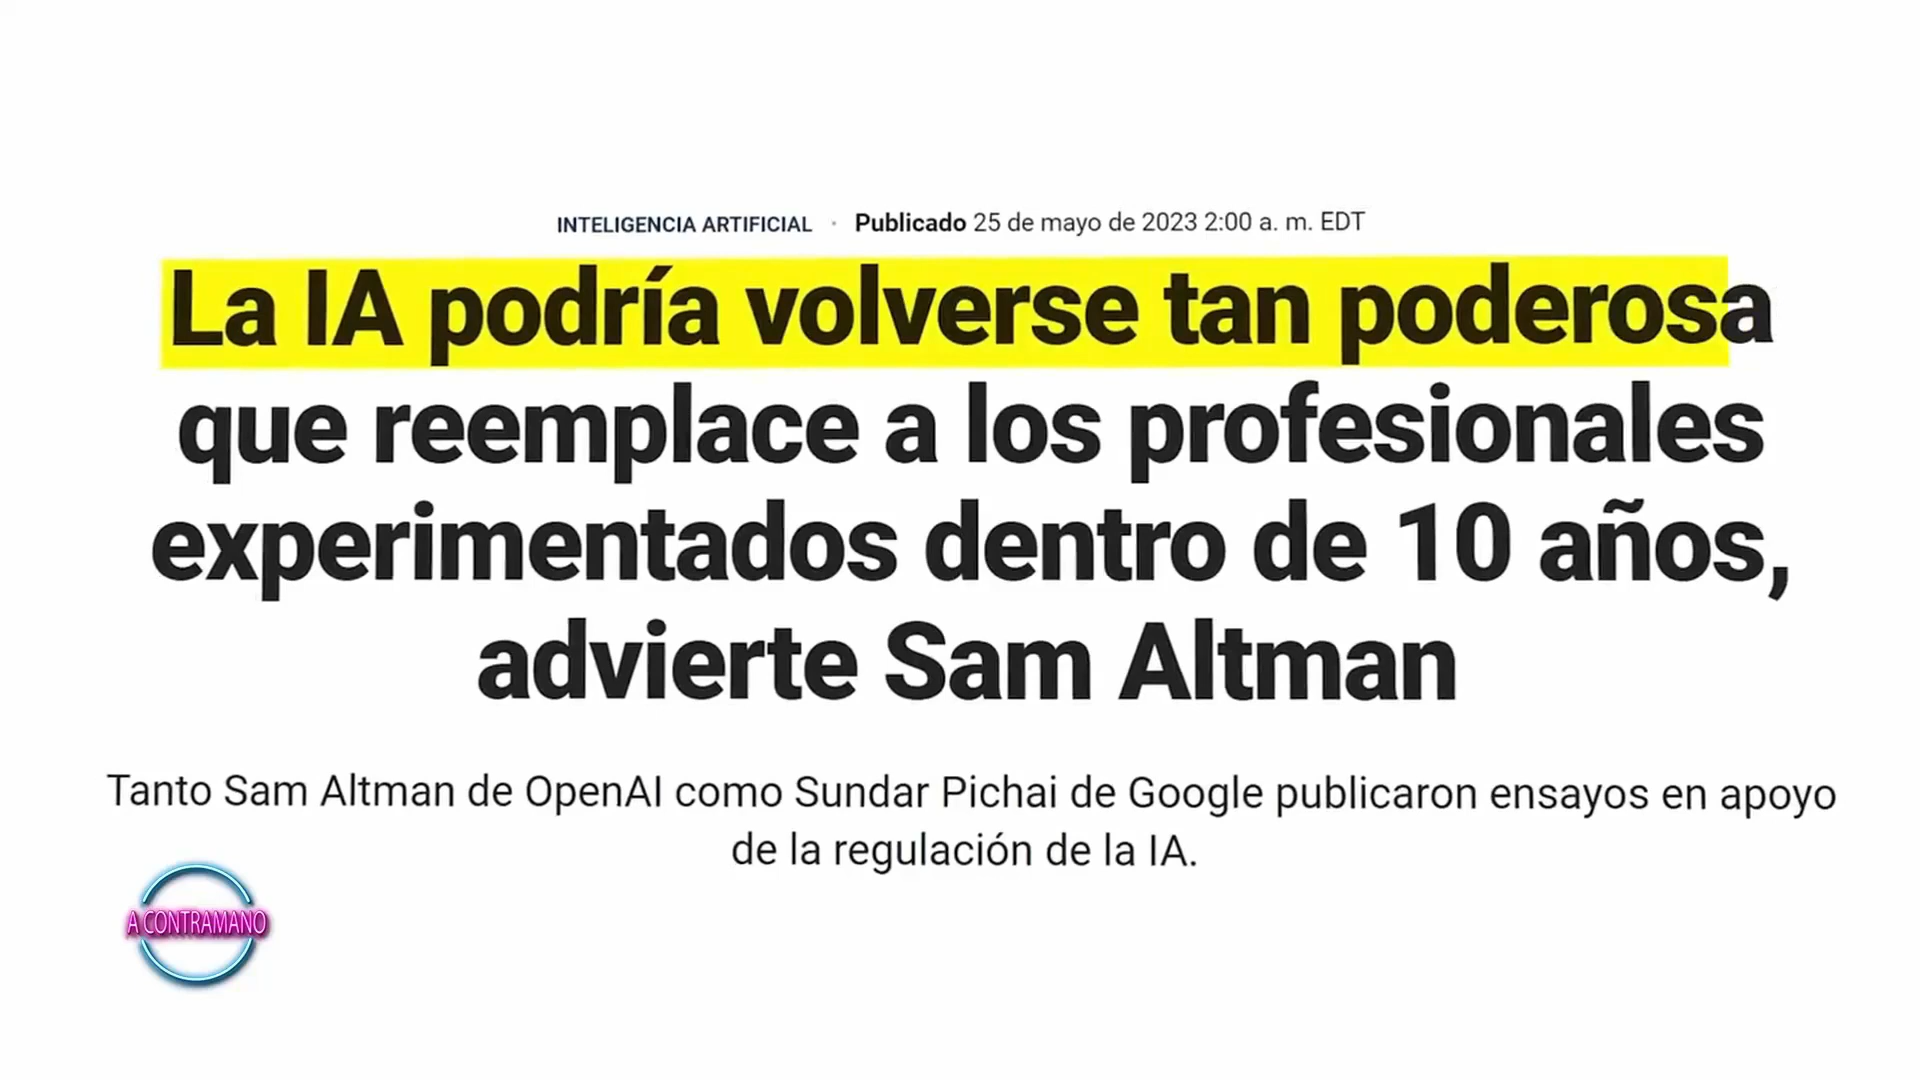 INTELIGENCIA ARTIFICIAL · Publicado 25 de mayo de 2023 2:00 a. m. EDT
La IA podría volverse tan poderosa
que reemplace a los profesionales
experimentados dentro de 10 años,
advierte Sam Altman
Tanto Sam Altman de OpenAI como Sundar Pichai de Google publicaron ensayos en apoyo
de la regulación de la IA.
A CONTRAMANO